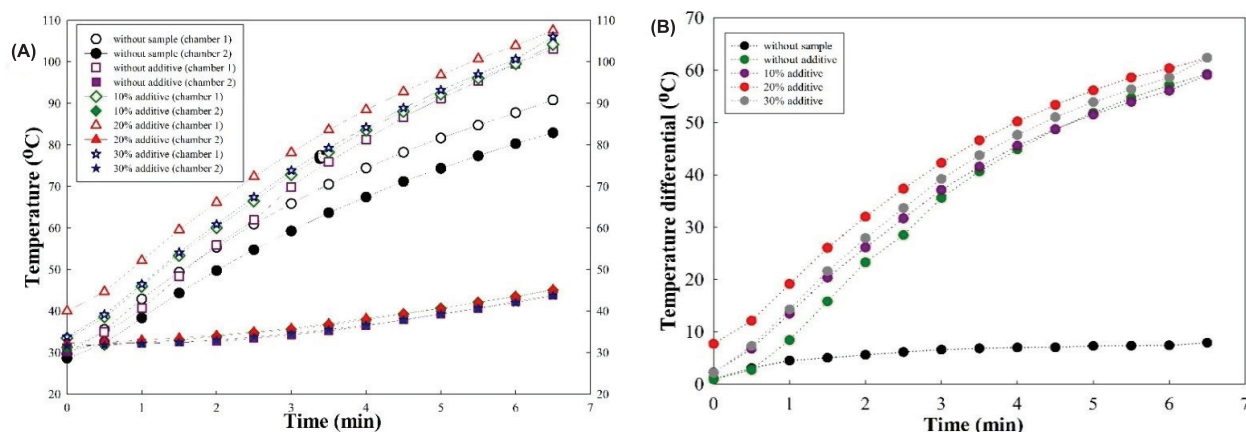 (A)
Temperature (⁰C)
110
100
90
80
70
60
50
40
30
20
without sample (chamber 1)
without sample (chamber 2)
without additive (chamber 1)
without additive (chamber 2)
10% additive (chamber 1)
10% additive (chamber 2)
20% additive (chamber 1)
20% additive (chamber 2)
30% additive (chamber 1)
30% additive (chamber 2)
110
100
90
80
70
60
50
40
30
20
0 1 2 3 4 5 6 7
Time (min)
(B)
Temperature differential (⁰C)
70
60
50
40
30
20
10
0
without sample
without additive
10% additive
20% additive
30% additive
0 1 2 3 4 5 6 7
Time (min)